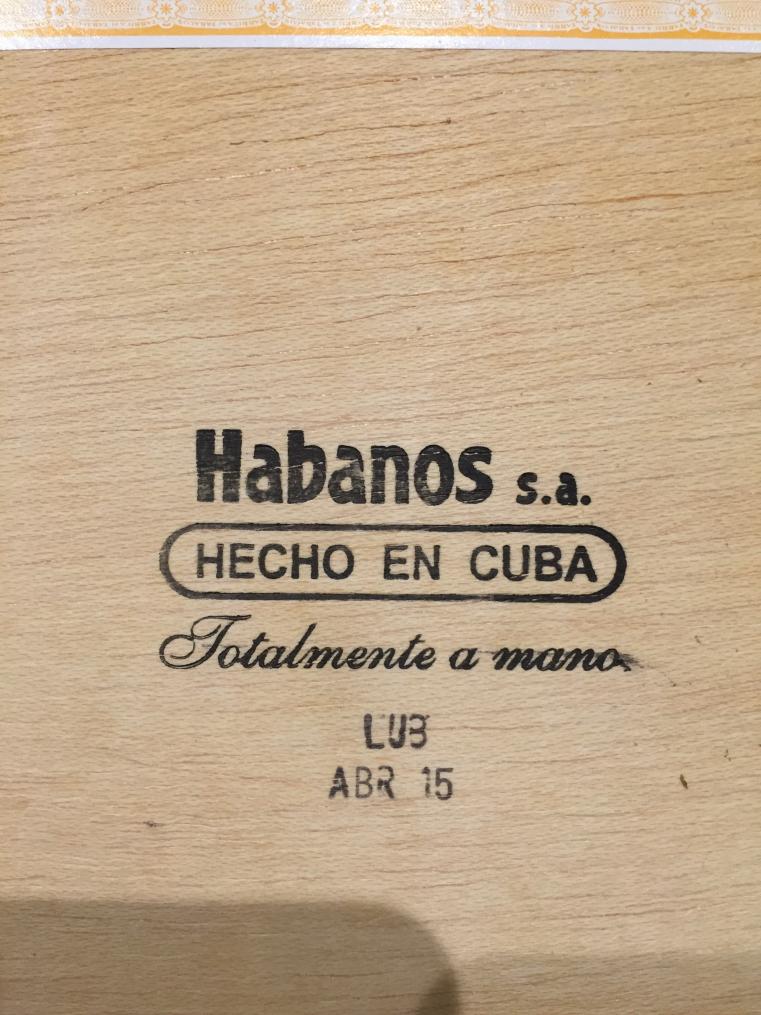 Habanos s.a.
HECHO EN CUBA
Totalmente a mano.
LUB
ABR 15